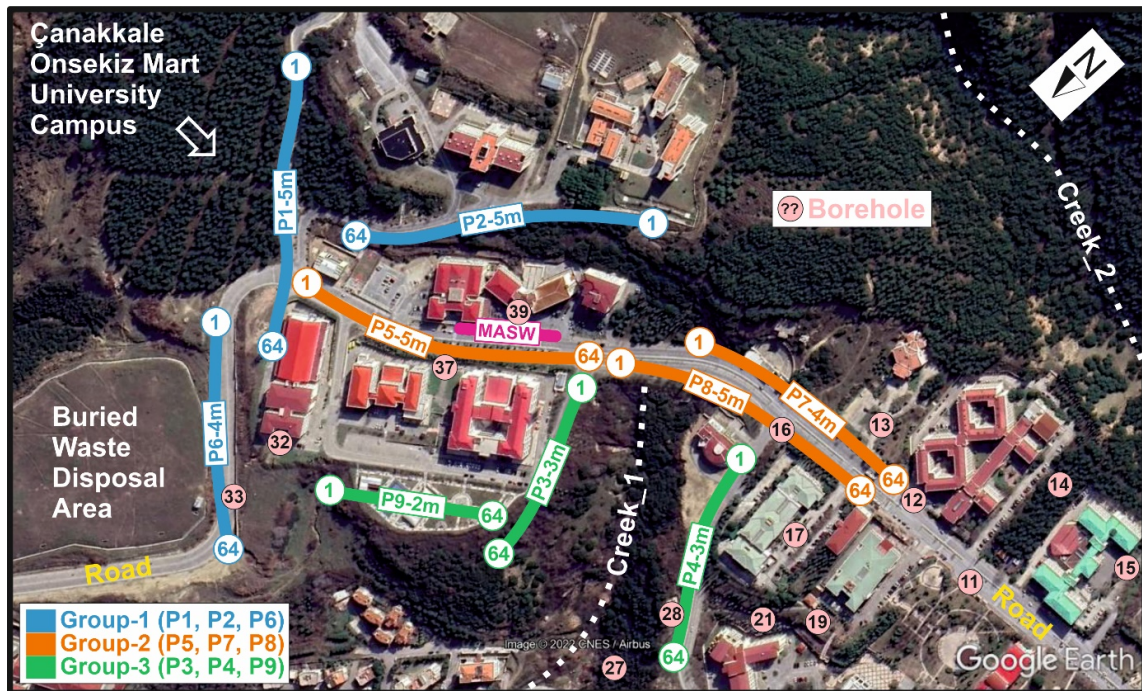 Çanakkale
Onsekiz Mart
University
Campus
N
1
P1-5m
64
64
P2-5m
1
?? Borehole
Creek_2
1
P5-5m
64
39
MASW
37
1
P8-5m
64
1
P7-4m
64
1
P6-4m
64
32
33
Buried
Waste
Disposal
Area
Road
1
P9-2m
64
1
P3-3m
64
Creek_1
1
P4-3m
64
16
13
12
14
17
15
11
28
21
19
27
Road
Group-1 (P1, P2, P6)
Group-2 (P5, P7, P8)
Group-3 (P3, P4, P9)
Image © 2022 CNES / Airbus
Google Earth